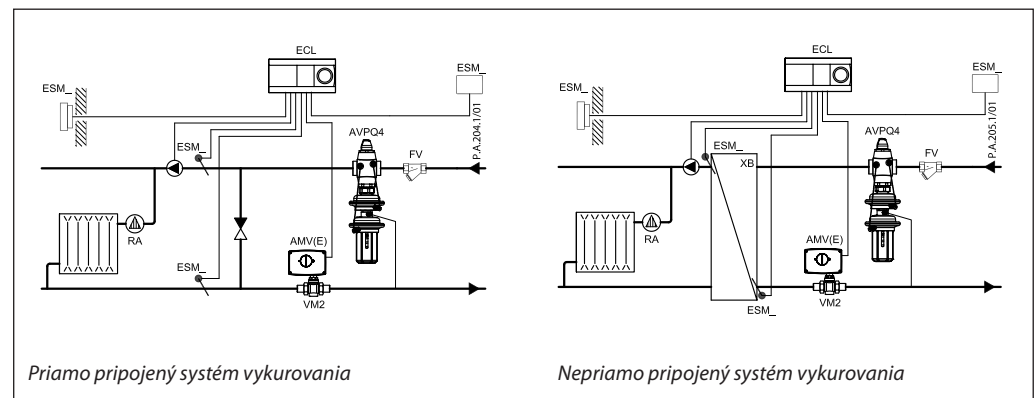 ECL
ESM_
ESM_
P.A.204.1/01
ESM_
AVPQ4
FV
RA
AMV(E)
ESM_
VM2
Priamo pripojený systém vykurovania
ECL
ESM_
ESM_
P.A.205.1/01
ESM_
XB
AVPQ4
FV
RA
AMV(E)
VM2
ESM_
Nepriamo pripojený systém vykurovania